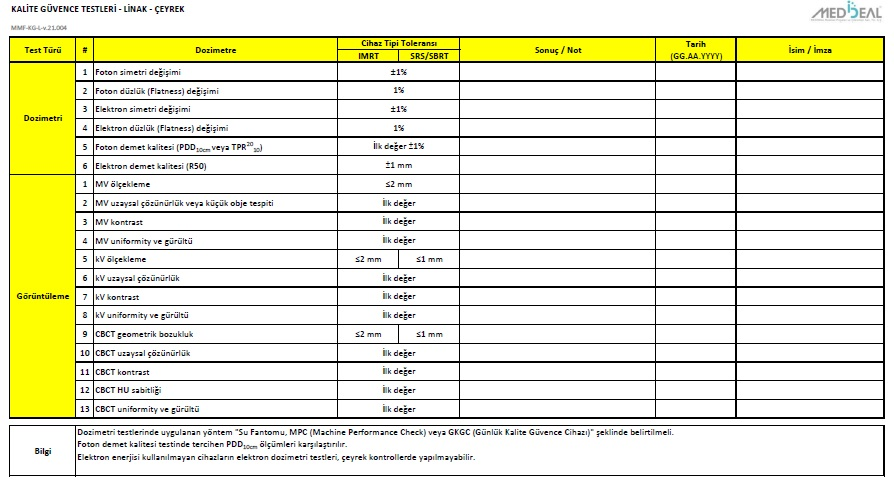 KALİTE GÜVENCE TESTLERİ - LİNAK - ÇEYREK
MEDİDEAL
MMF-KG-L-v.21.004
Test Türü # Dozimetre Cihaz Tipi Toleransı Sonuç / Not Tarih (GG.AA.YYYY) İsim / İmza
IMRT SRS/SBRT
Dozimetri
1 Foton simetri değişimi ±1%
2 Foton düzlük (Flatness) değişimi 1%
3 Elektron simetri değişimi ±1%
4 Elektron düzlük (Flatness) değişimi 1%
5 Foton demet kalitesi (PDD10cm veya TPR20 10) İlk değer ±1%
6 Elektron demet kalitesi (R50) ±1 mm
Görüntüleme
1 MV ölçekleme ≤2 mm
2 MV uzaysal çözünürlük veya küçük obje tespiti İlk değer
3 MV kontrast İlk değer
4 MV uniformity ve gürültü İlk değer
5 kV ölçekleme ≤2 mm ≤1 mm
6 kV uzaysal çözünürlük İlk değer
7 kV kontrast İlk değer
8 kV uniformity ve gürültü İlk değer
9 CBCT geometrik bozukluk ≤2 mm ≤1 mm
10 CBCT uzaysal çözünürlük İlk değer
11 CBCT kontrast İlk değer
12 CBCT HU sabitliği İlk değer
13 CBCT uniformity ve gürültü İlk değer
Bilgi
Dozimetri testlerinde uygulanan yöntem "Su Fantomu, MPC (Machine Performance Check) veya GKGC (Günlük Kalite Güvence Cihazı)" şeklinde belirtilmeli.
Foton demet kalitesi testinde tercihen PDD10cm ölçümleri karşılaştırılır.
Elektron enerjisi kullanılmayan cihazların elektron dozimetri testleri, çeyrek kontrollerde yapılmayabilir.